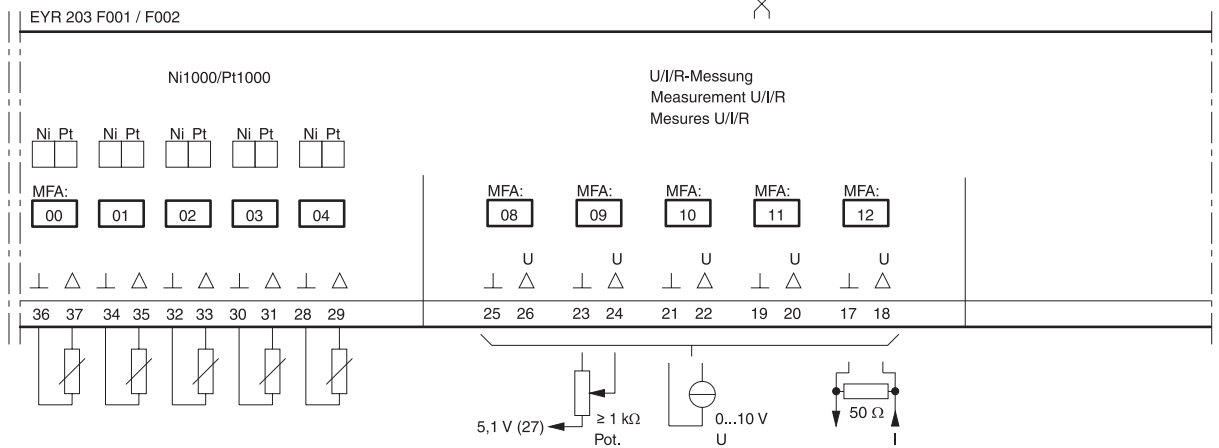 EYR 203 F001 / F002
Ni1000/Pt1000
U/I/R-Messung
Measurement U/I/R
Mesures U/I/R
Ni Pt Ni Pt Ni Pt Ni Pt Ni Pt
MFA: MFA: MFA: MFA: MFA: MFA:
00 01 02 03 04 08 09 10 11 12
U U U U U
36 37 34 35 32 33 30 31 28 29 25 26 23 24 21 22 19 20 17 18
5,1 V (27) ≥ 1 kΩ 0...10 V 50 Ω
Pot. U I